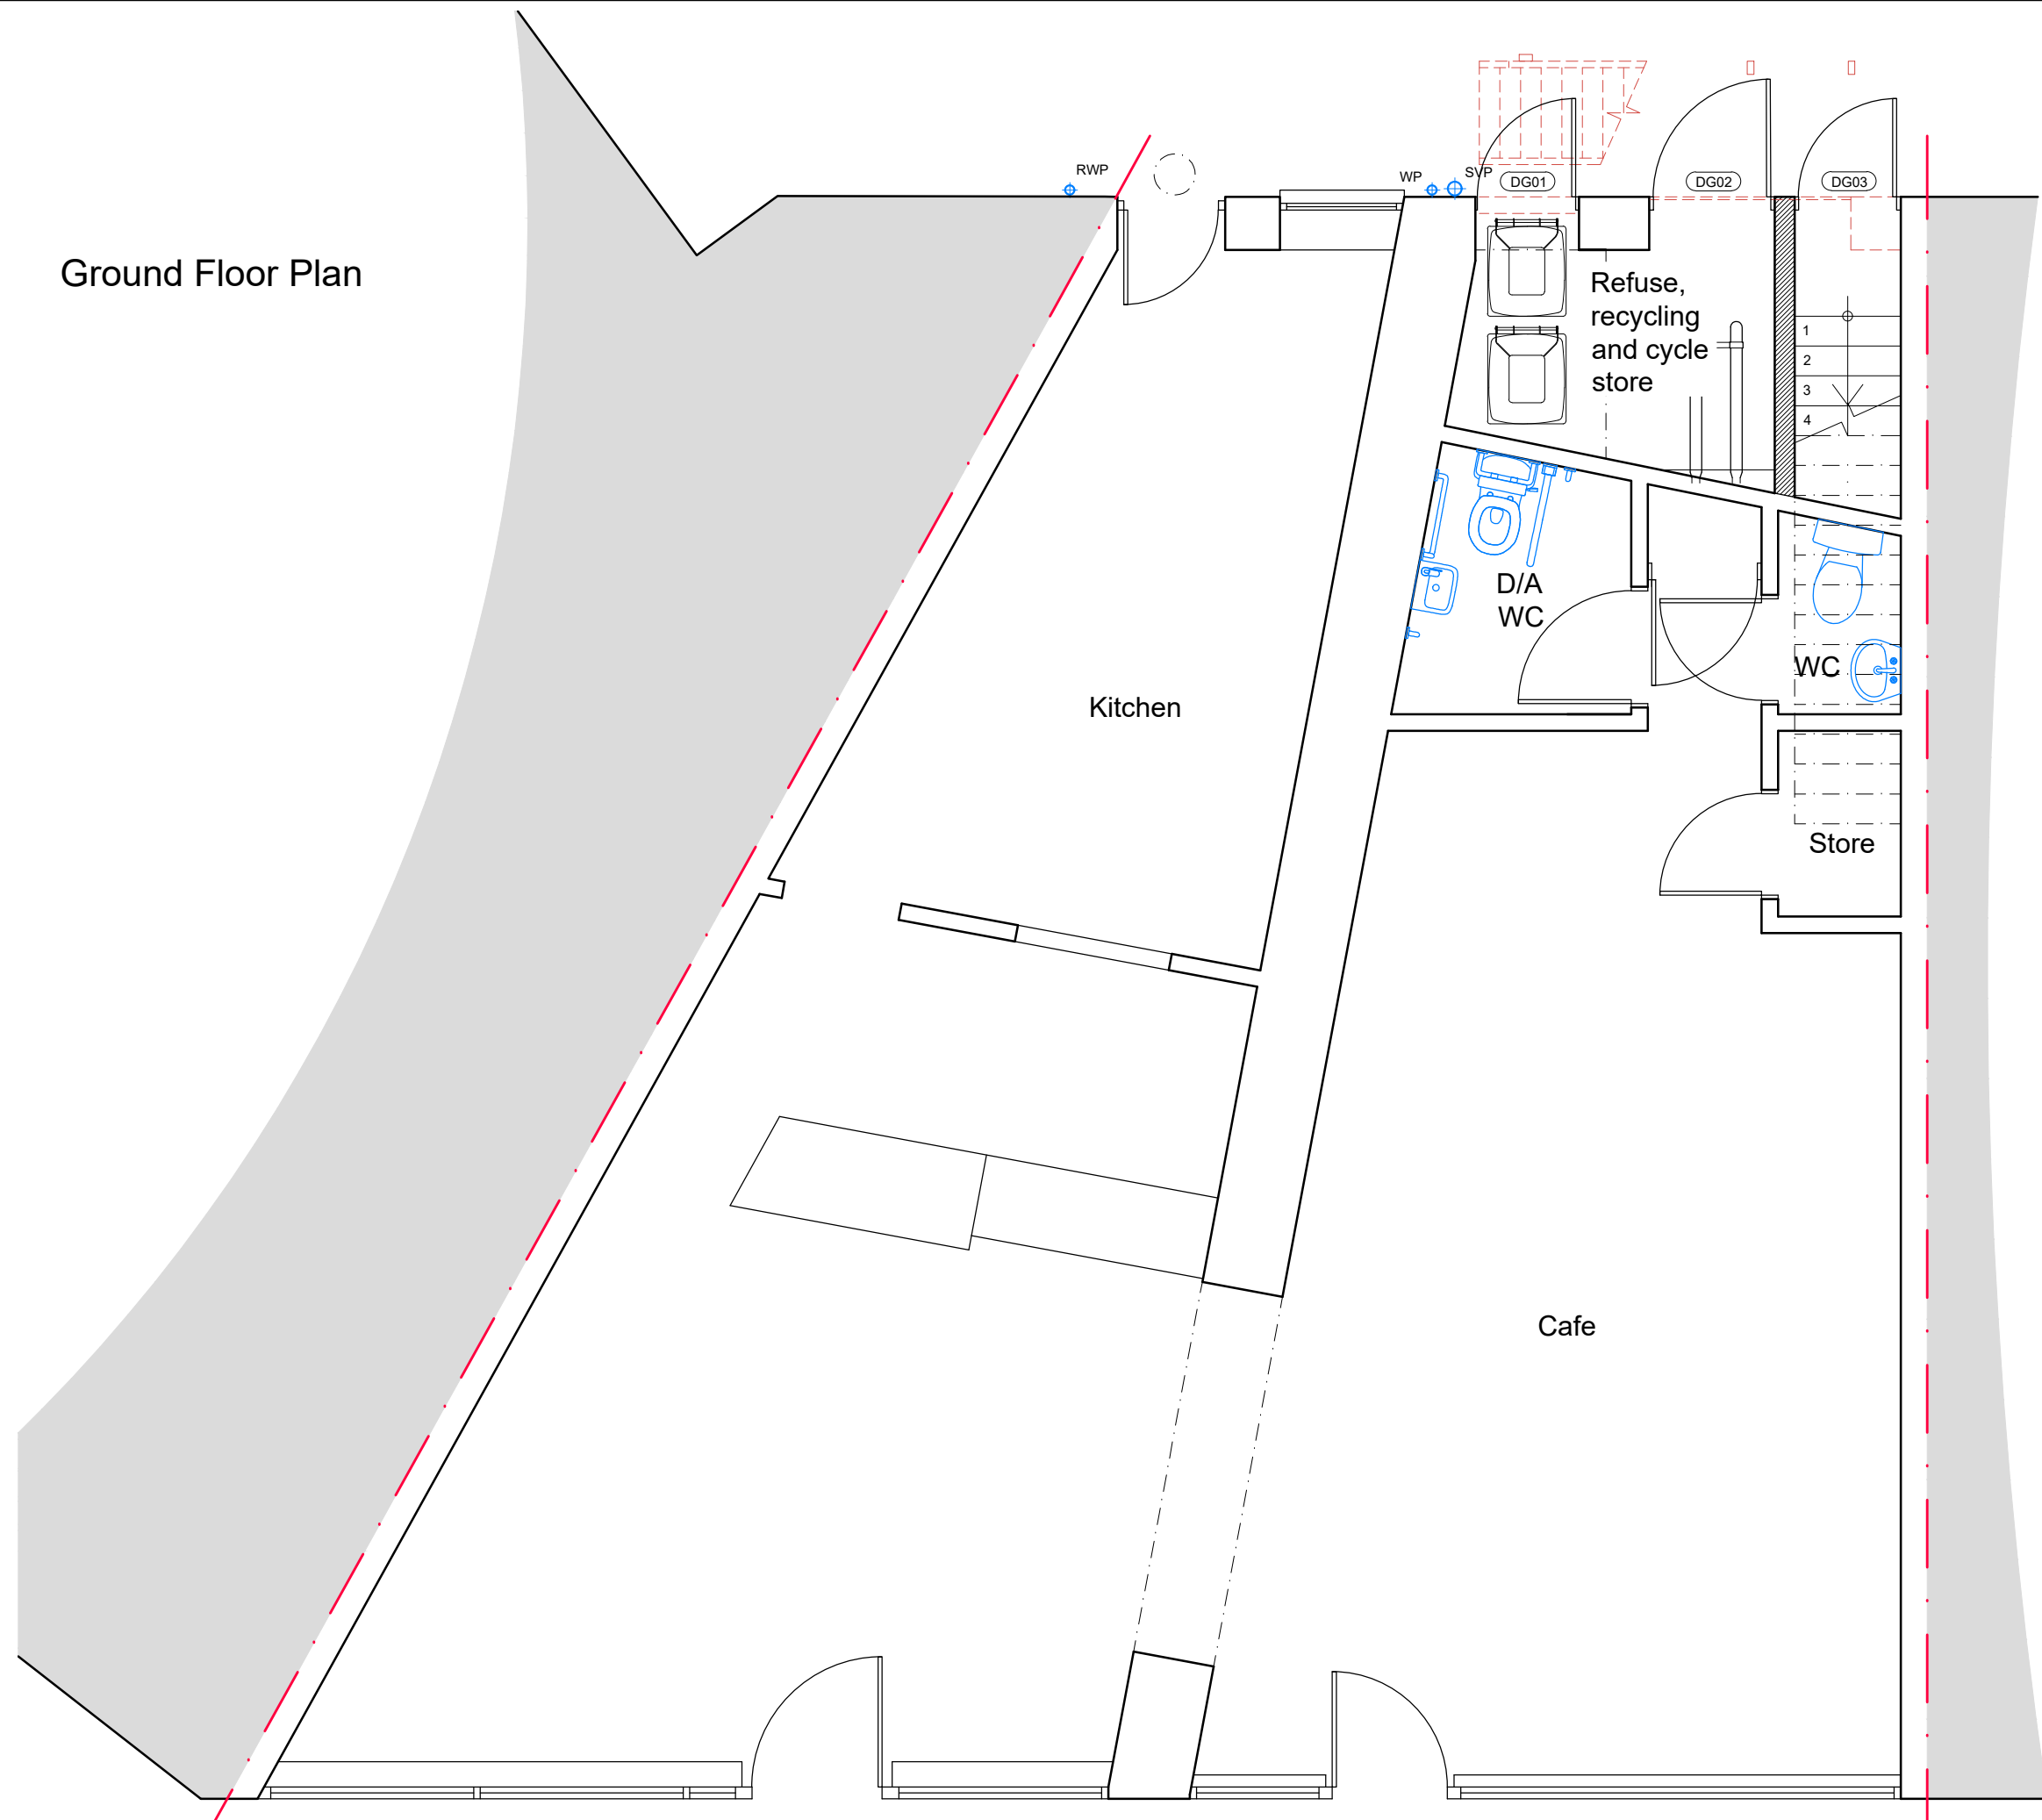 RWP
WP
SVP
DG01
DG02
DG03
Ground Floor Plan
Refuse,
recycling
and cycle
store
1
2
3
4
D/A
WC
WC
Kitchen
Store
Cafe